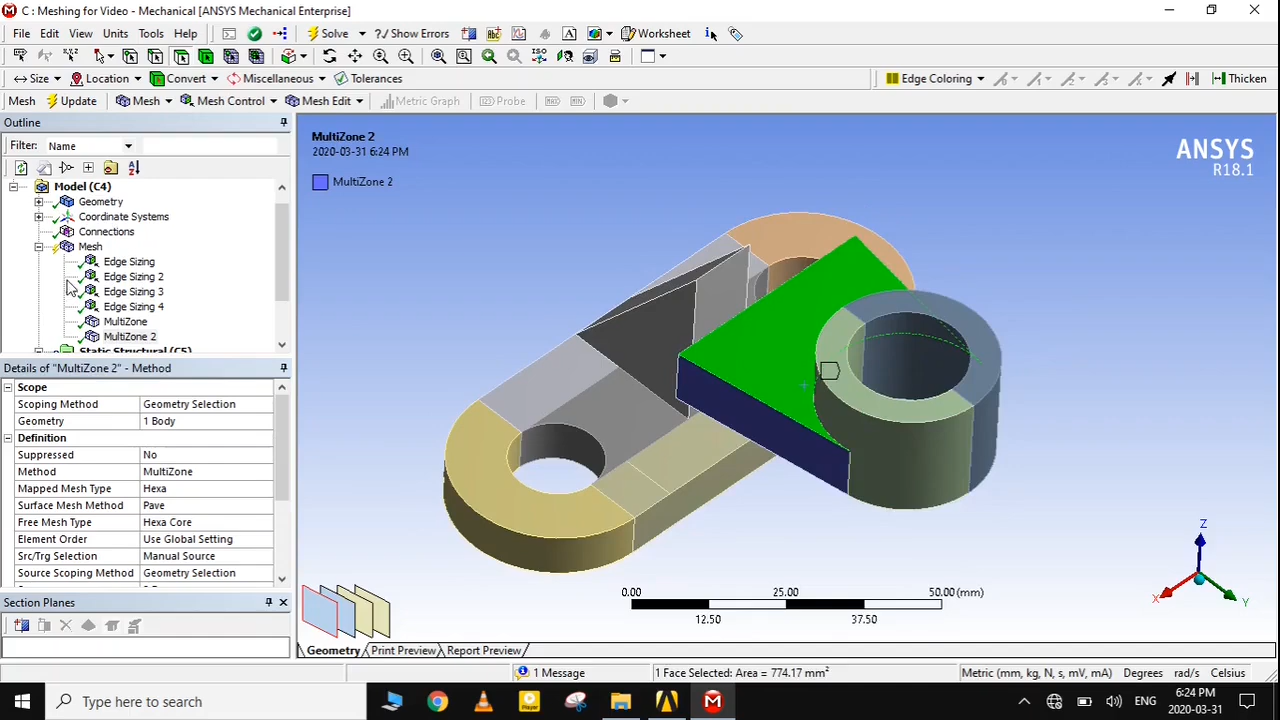 C : Meshing for Video - Mechanical [ANSYS Mechanical Enterprise]
File Edit View Units Tools Help Solve Show Errors Worksheet
Size Location Convert Miscellaneous Tolerances Edge Coloring Thicken
Mesh Update Mesh Mesh Control Mesh Edit Metric Graph Probe
Outline
Filter: Name
Model (C4)
Geometry
Coordinate Systems
Connections
Mesh
Edge Sizing
Edge Sizing 2
Edge Sizing 3
Edge Sizing 4
MultiZone
MultiZone 2
Static Structural (C5)
Details of "MultiZone 2" - Method
Scope
Scoping Method Geometry Selection
Geometry 1 Body
Definition
Suppressed No
Method MultiZone
Mapped Mesh Type Hexa
Surface Mesh Method Pave
Free Mesh Type Hexa Core
Element Order Use Global Setting
Src/Trg Selection Manual Source
Source Scoping Method Geometry Selection
Section Planes
MultiZone 2
2020-03-31 6:24 PM
MultiZone 2
ANSYS
R18.1
Z
X
Y
0.00 25.00 50.00 (mm)
12.50 37.50
Geometry Print Preview Report Preview
1 Message 1 Face Selected: Area = 774.17 mm² Metric (mm, kg, N, s, mV, mA) Degrees rad/s Celsius
Type here to search
ENG
6:24 PM
2020-03-31